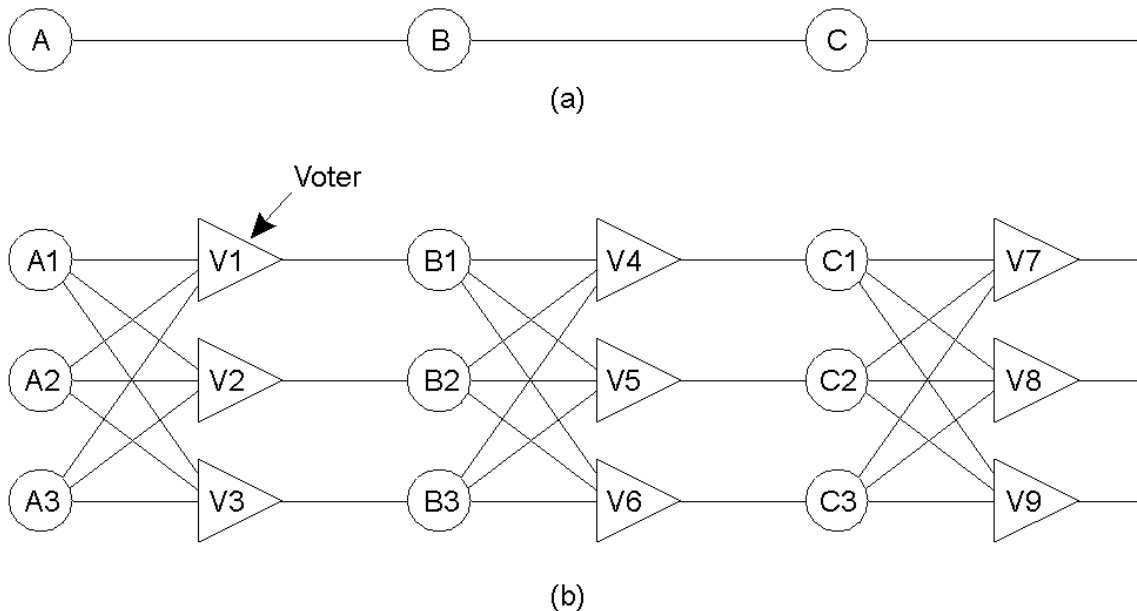 A B C
(a)
Voter
A1 V1 B1 V4 C1 V7
A2 V2 B2 V5 C2 V8
A3 V3 B3 V6 C3 V9
(b)